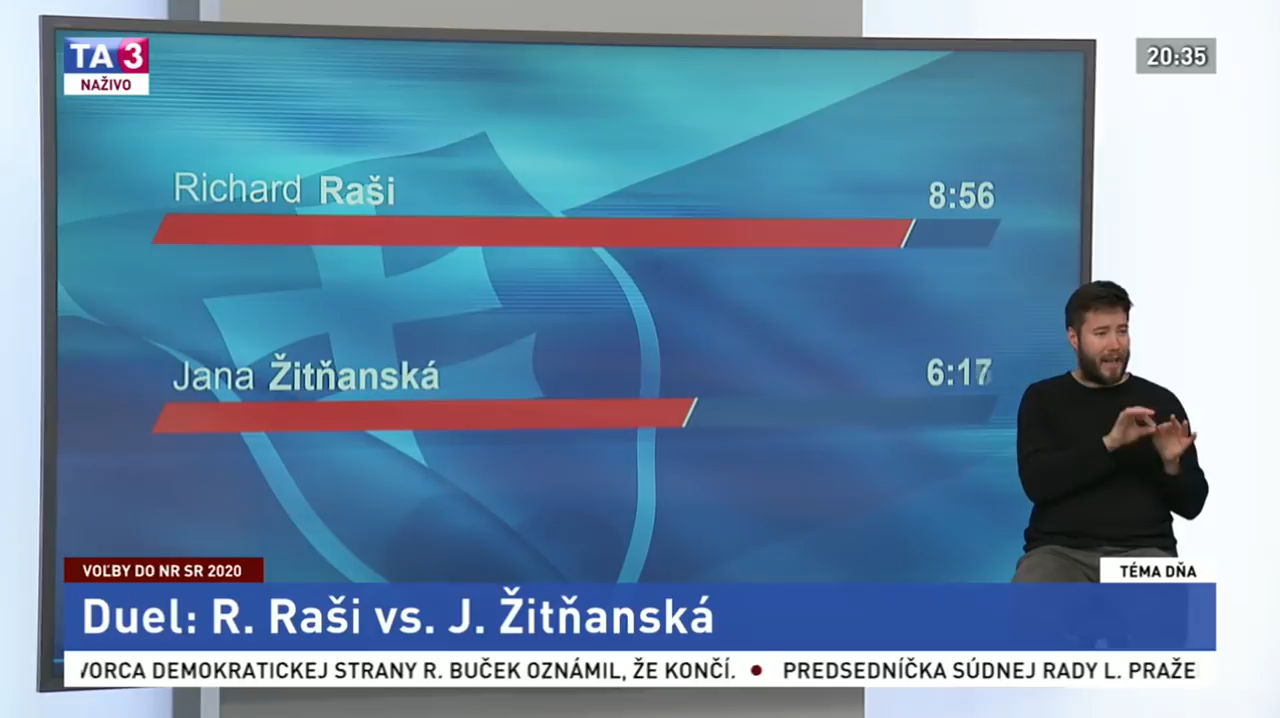 TA3
NAŽIVO
20:35
Richard Raši
8:56
Jana Žitňanská
6:17
VOĽBY DO NR SR 2020
TÉMA DŇA
Duel: R. Raši vs. J. Žitňanská
VORCA DEMOKRATICKEJ STRANY R. BUČEK OZNÁMIL, ŽE KONČÍ. • PREDSEDNÍČKA SÚDNEJ RADY L. PRAŽE